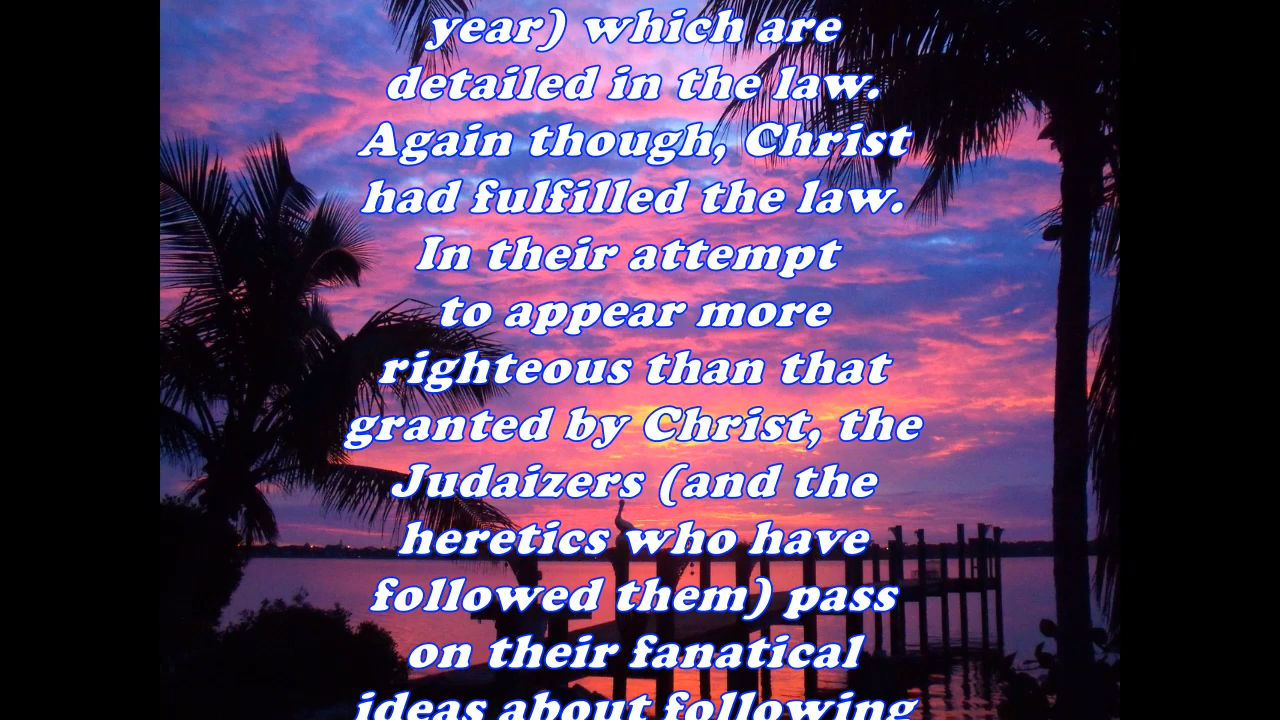 year) which are
detailed in the law.
Again though, Christ
had fulfilled the law.
In their attempt
to appear more
righteous than that
granted by Christ, the
Judaizers (and the
heretics who have
followed them) pass
on their fanatical
ideas about following